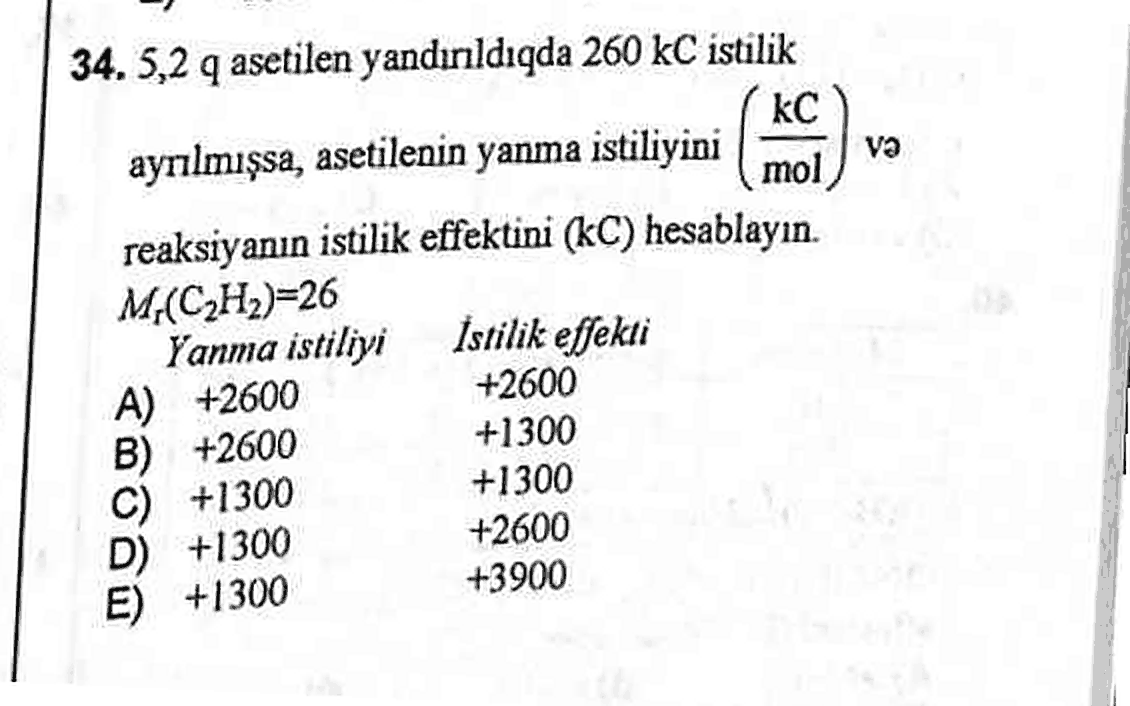 34. 5,2 q asetilen yandırıldıqda 260 kC istilik
ayrılmışsa, asetilenin yanma istiliyini (kC/mol) və
reaksiyanın istilik effektini (kC) hesablayın.
Mr(C₂H₂)=26
Yanma istiliyi İstilik effekti
A) +2600 +2600
B) +2600 +1300
C) +1300 +1300
D) +1300 +2600
E) +1300 +3900